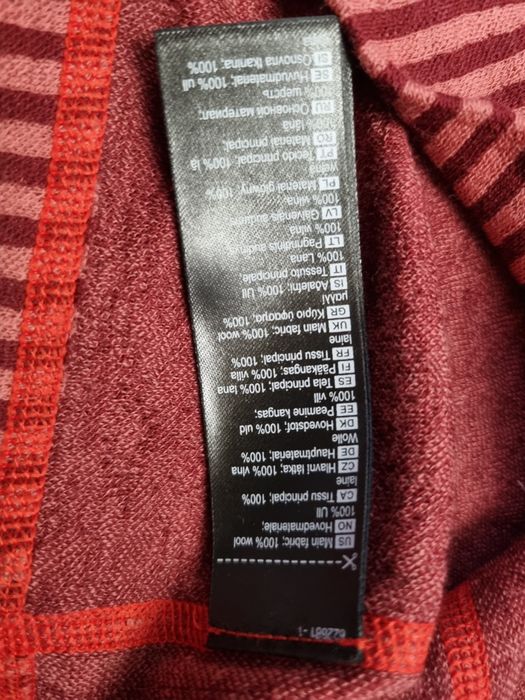 622681 -1
US Main fabric; 100% wool
NO Hovedmateriale;
100% Ull
CA Tissu principal; 100%
laine
CZ Hlavní látka; 100% vlna
DE Hauptmaterial; 100%
Wolle
DK Hovedstof; 100% uld
EE Peamine kangas;
100% vill
ES Tela principal; 100% lana
FI Pääkangas; 100% villa
FR Tissu principal; 100%
laine
UK Main fabric; 100% wool
GR Κύριο ύφασμα; 100%
μαλλί
IS Aðalefni; 100% Ull
IT Tessuto principale;
100% Lana
LT Pagrindinis
100% vilna
LV Galvenais
100% vilna
PL Materiał główny; 100%
wełna
PT Tecido principal; 100% lã
RO Material principal;
100% lana
RU Основной материал;
100% шерсть
SE Huvudmaterial; 100% ull
SI Osnovna tkanina; 100%